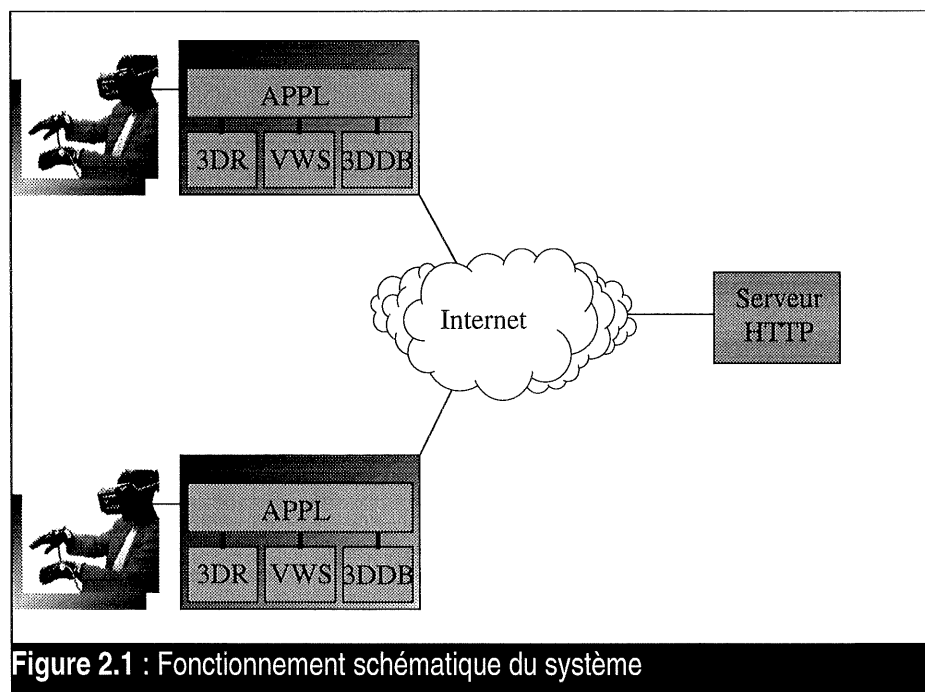 APPL
3DR VWS 3DDB
Internet
Serveur
HTTP
APPL
3DR VWS 3DDB
Figure 2.1 : Fonctionnement schématique du système